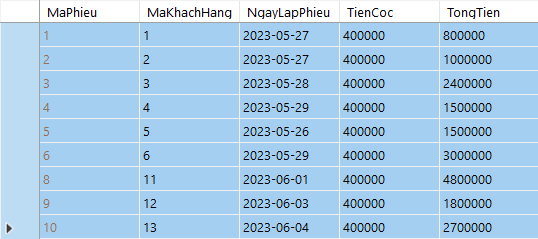 MaPhieu MaKhachHang NgayLapPhieu TienCoc TongTien
1 1 2023-05-27 400000 800000
2 2 2023-05-27 400000 1000000
3 3 2023-05-28 400000 2400000
4 4 2023-05-29 400000 1500000
5 5 2023-05-26 400000 1500000
6 6 2023-05-29 400000 3000000
8 11 2023-06-01 400000 4800000
9 12 2023-06-03 400000 1800000
10 13 2023-06-04 400000 2700000